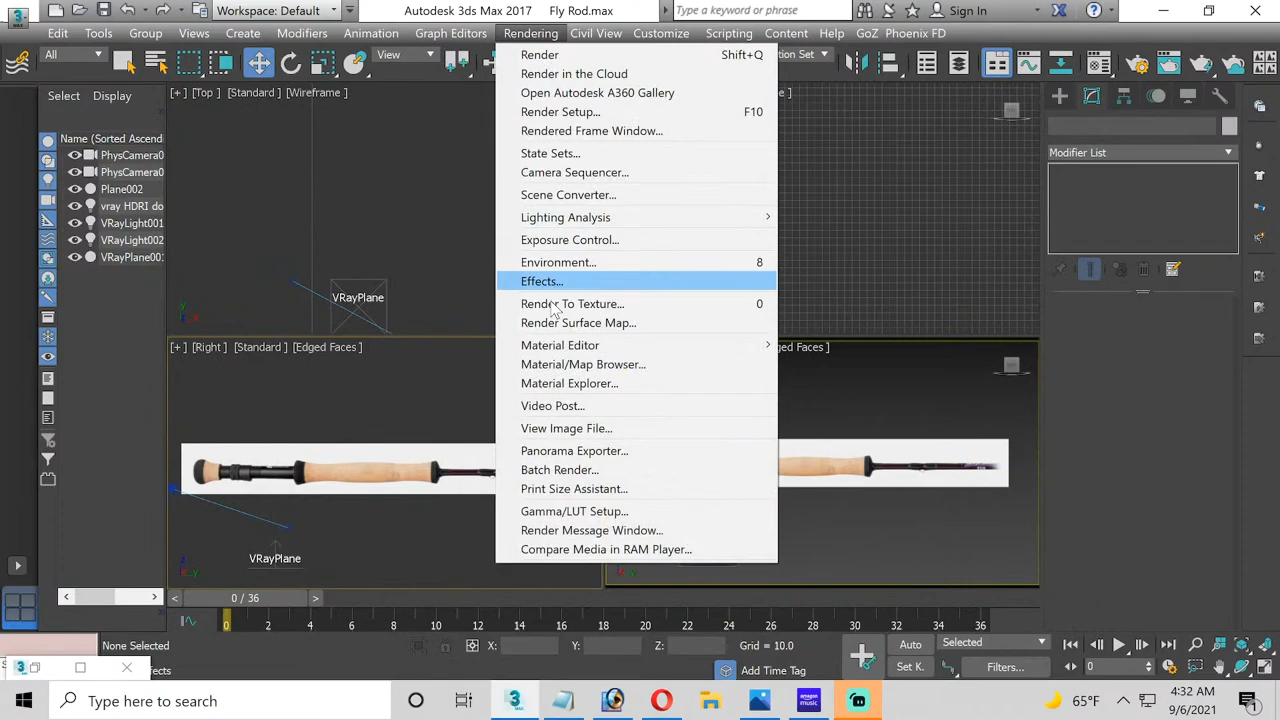 Workspace: Default
Autodesk 3ds Max 2017 Fly Rod.max
Type a keyword or phrase
Sign In
Edit Tools Group Views Create Modifiers Animation Graph Editors Rendering Civil View Customize Scripting Content Help GoZ Phoenix FD
All
View
Select Display
[+] [Top] [Standard] [Wireframe]
Name (Sorted Ascend
PhysCamera0
PhysCamera0
Plane002
vray HDRI do
VRayLight001
VRayLight002
VRayPlane00:
VRayPlane
[+] [Right] [Standard] [Edged Faces]
VRayPlane
Render Shift+Q
Render in the Cloud
Open Autodesk A360 Gallery
Render Setup... F10
Rendered Frame Window...
State Sets...
Camera Sequencer...
Scene Converter...
Lighting Analysis
Exposure Control...
Environment... 8
Effects...
Render To Texture... 0
Render Surface Map...
Material Editor
Material/Map Browser...
Material Explorer...
Video Post...
View Image File...
Panorama Exporter...
Batch Render...
Print Size Assistant...
Gamma/LUT Setup...
Render Message Window...
Compare Media in RAM Player...
Modifier List
0 / 36
0 2 4 6 8 10 12 14 16 18 20 22 24 26 28 30 32 34 36
None Selected
X: Y: Z: Grid = 10.0
Add Time Tag
Auto Selected
Set K. Filters...
0
Type here to search
65°F
4:32 AM
9/6/2021